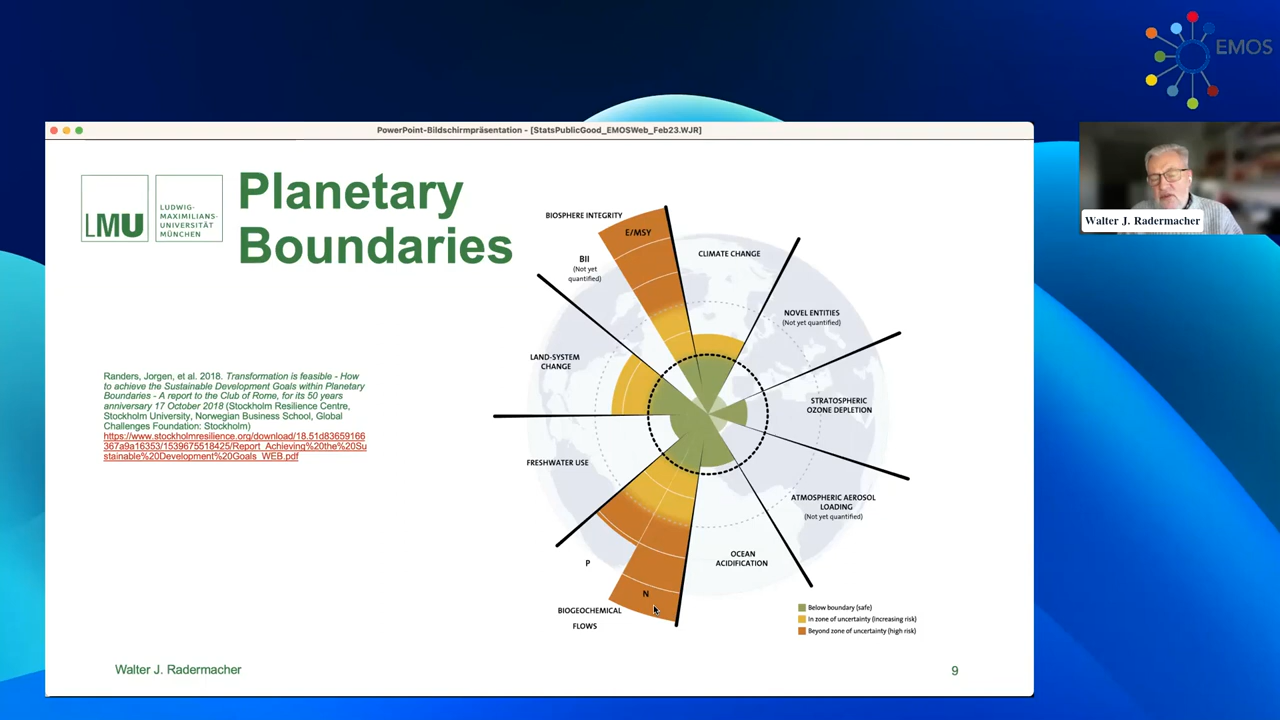 EMOS
PowerPoint-Bildschirmpräsentation - [StatsPublicGood_EMOSWeb_Feb23.WJR]
LMU
LUDWIG-
MAXIMILIANS-
UNIVERSITÄT
MÜNCHEN
Planetary
Boundaries
Walter J. Radermacher
BIOSPHERE INTEGRITY
E/MSY
BII
(Not yet
quantified)
CLIMATE CHANGE
NOVEL ENTITIES
(Not yet quantified)
LAND-SYSTEM
CHANGE
STRATOSPHERIC
OZONE DEPLETION
FRESHWATER USE
ATMOSPHERIC AEROSOL
LOADING
(Not yet quantified)
OCEAN
ACIDIFICATION
P
N
BIOGEOCHEMICAL
FLOWS
Below boundary (safe)
In zone of uncertainty (increasing risk)
Beyond zone of uncertainty (high risk)
Randers, Jorgen, et al. 2018. Transformation is feasible - How
to achieve the Sustainable Development Goals within Planetary
Boundaries - A report to the Club of Rome, for its 50 years
anniversary 17 October 2018 (Stockholm Resilience Centre,
Stockholm University, Norwegian Business School, Global
Challenges Foundation: Stockholm)
https://www.stockholmresilience.org/download/18.51d83659166
367a9a16353/1539675518425/Report_Achieving%20the%20Su
stainable%20Development%20Goals_WEB.pdf
Walter J. Radermacher
9